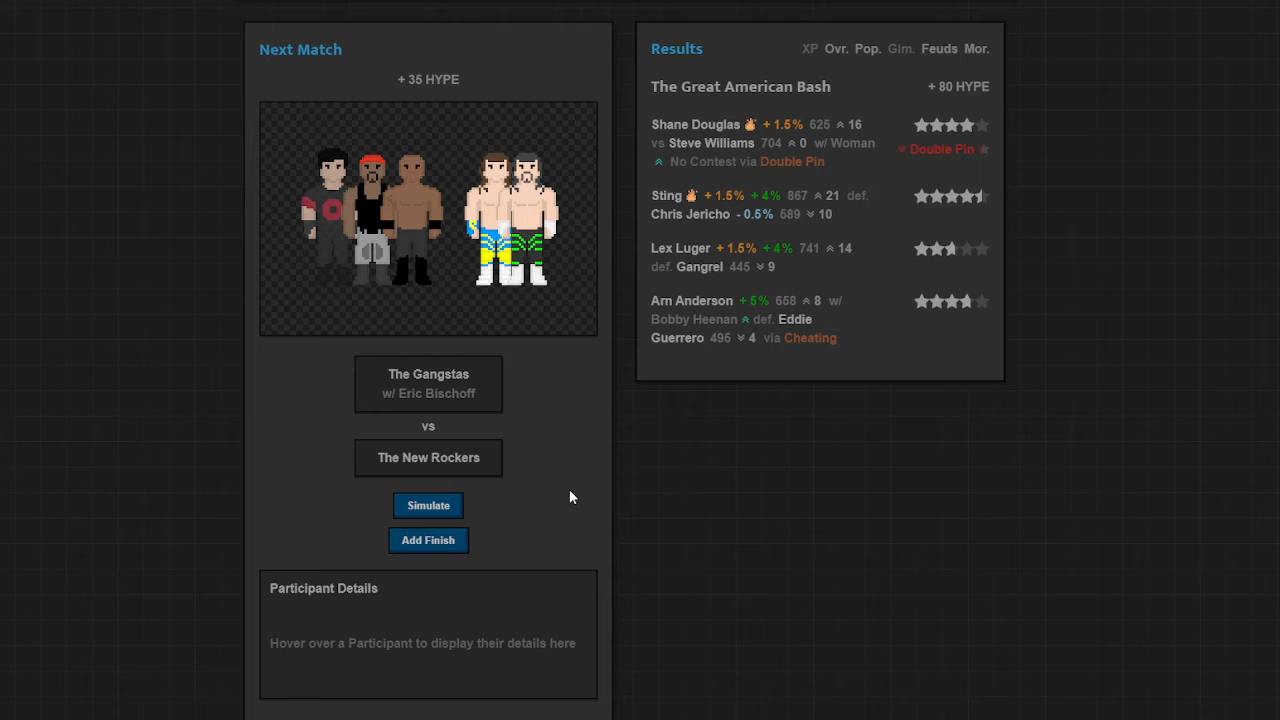 Next Match
+ 35 HYPE
The Gangstas
w/ Eric Bischoff
vs
The New Rockers
Simulate
Add Finish
Participant Details
Hover over a Participant to display their details here
Results XP Ovr. Pop. Gim. Feuds Mor.
The Great American Bash + 80 HYPE
Shane Douglas + 1.5% 625 16
vs Steve Williams 704 0 w/ Woman
Double Pin
No Contest via Double Pin
Sting + 1.5% + 4% 867 21 def.
Chris Jericho - 0.5% 589 10
Lex Luger + 1.5% + 4% 741 14
def. Gangrel 445 9
Arn Anderson + 5% 658 8 w/
Bobby Heenan def. Eddie
Guerrero 496 4 via Cheating